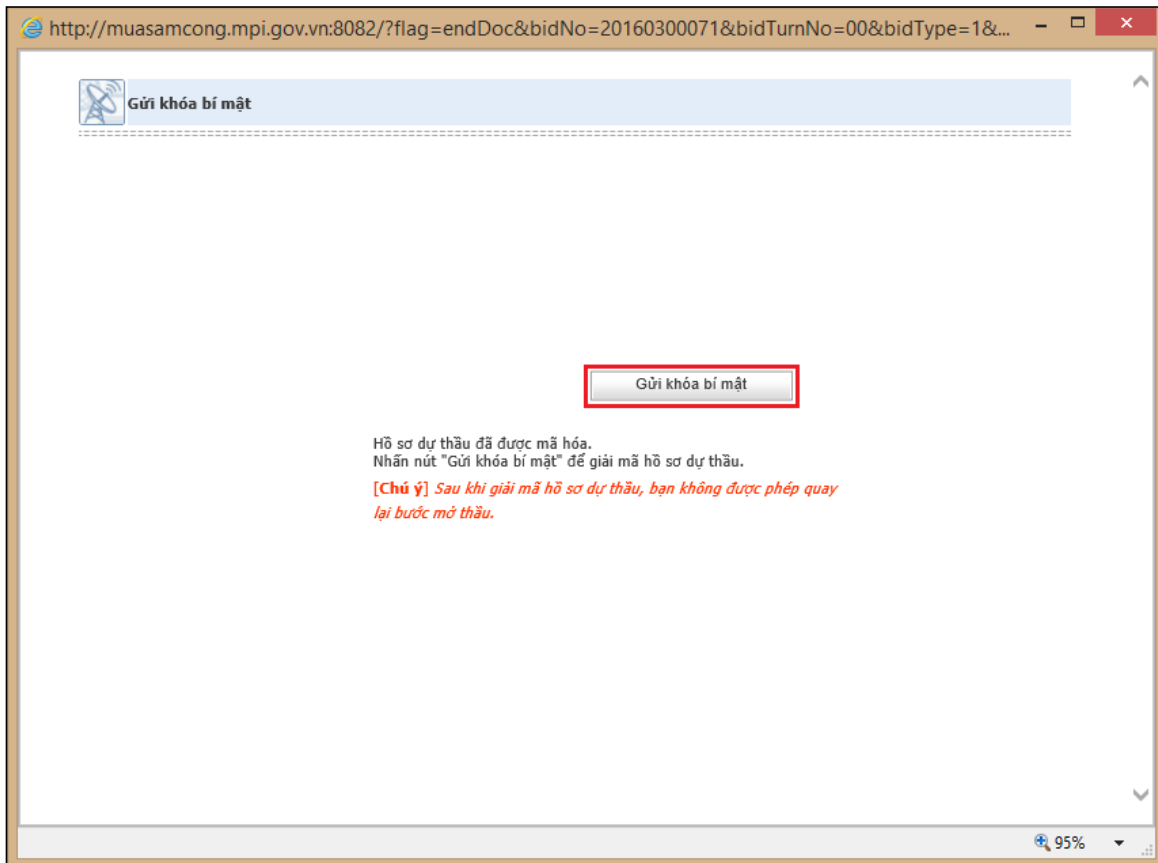 http://muasamcong.mpi.gov.vn:8082/?flag=endDoc&bidNo=20160300071&bidTurnNo=00&bidType=1&...
Gửi khóa bí mật
Gửi khóa bí mật
Hồ sơ dự thầu đã được mã hóa.
Nhấn nút "Gửi khóa bí mật" để giải mã hồ sơ dự thầu.
[Chú ý] Sau khi giải mã hồ sơ dự thầu, bạn không được phép quay
lại bước mở thầu.
95%